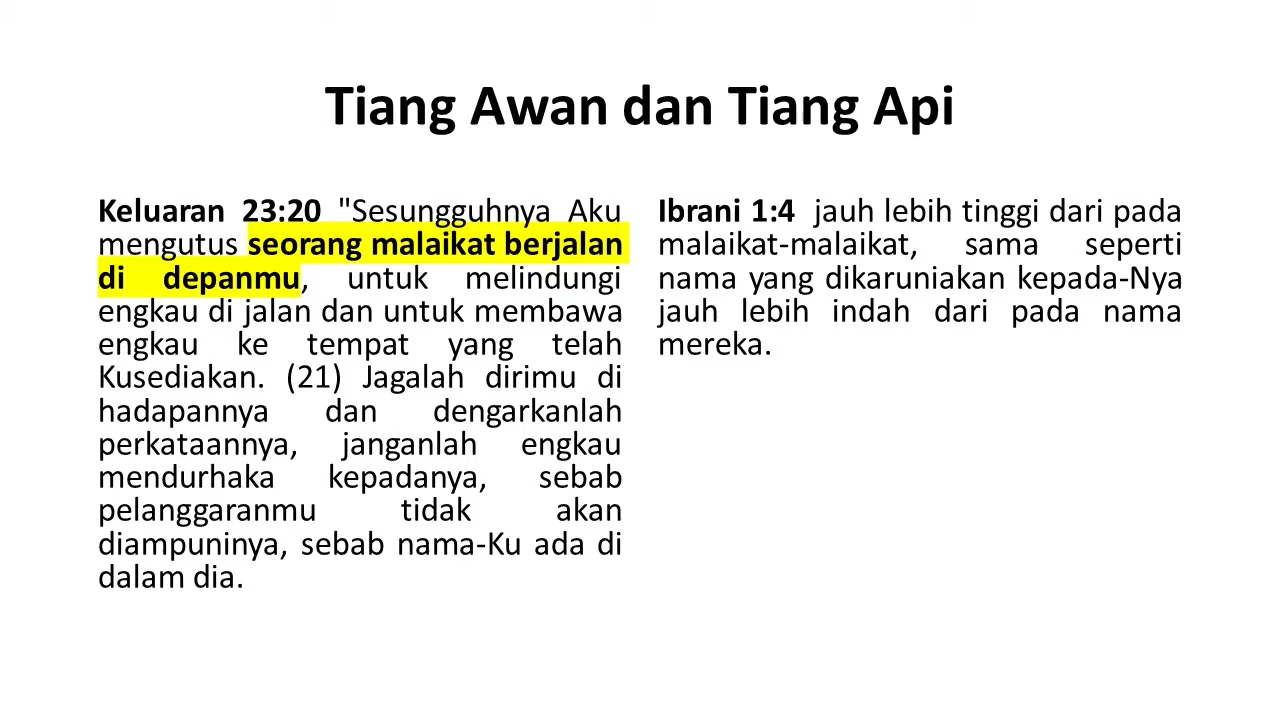 Tiang Awan dan Tiang Api
Keluaran 23:20 "Sesungguhnya Aku
mengutus seorang malaikat berjalan
di depanmu, untuk melindungi
engkau di jalan dan untuk membawa
engkau ke tempat yang telah
Kusediakan. (21) Jagalah dirimu di
hadapannya dan dengarkanlah
perkataannya, janganlah engkau
mendurhaka kepadanya, sebab
pelanggaranmu tidak akan
diampuninya, sebab nama-Ku ada di
dalam dia.
Ibrani 1:4 jauh lebih tinggi dari pada
malaikat-malaikat, sama seperti
nama yang dikaruniakan kepada-Nya
jauh lebih indah dari pada nama
mereka.